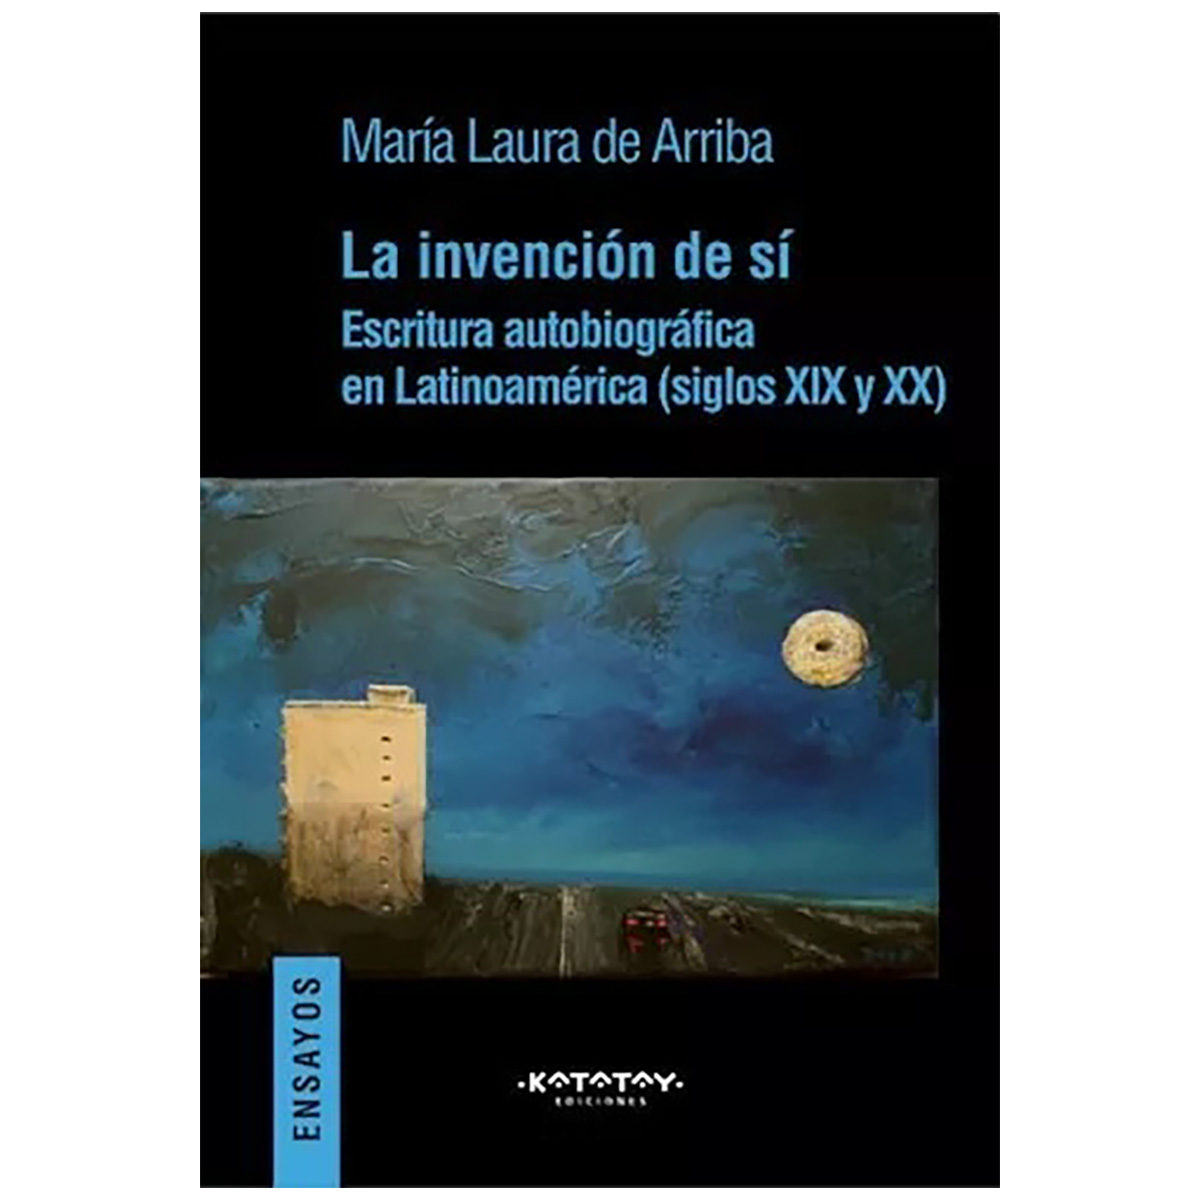 María Laura de Arriba
La invención de sí
Escritura autobiográfica
en Latinoamérica (siglos XIX y XX)
ENSAYOS
·KATATAY·
EDICIONES